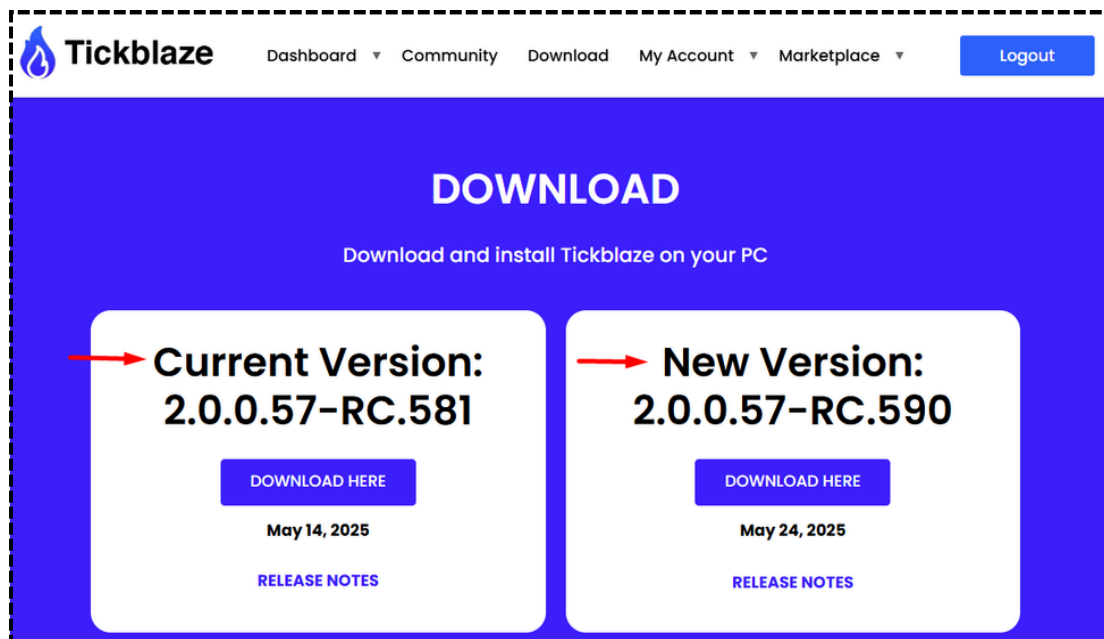 Tickblaze
Dashboard ▼ Community Download My Account ▼ Marketplace ▼ Logout
DOWNLOAD
Download and install Tickblaze on your PC
Current Version:
2.0.0.57-RC.581
DOWNLOAD HERE
May 14, 2025
RELEASE NOTES
New Version:
2.0.0.57-RC.590
DOWNLOAD HERE
May 24, 2025
RELEASE NOTES